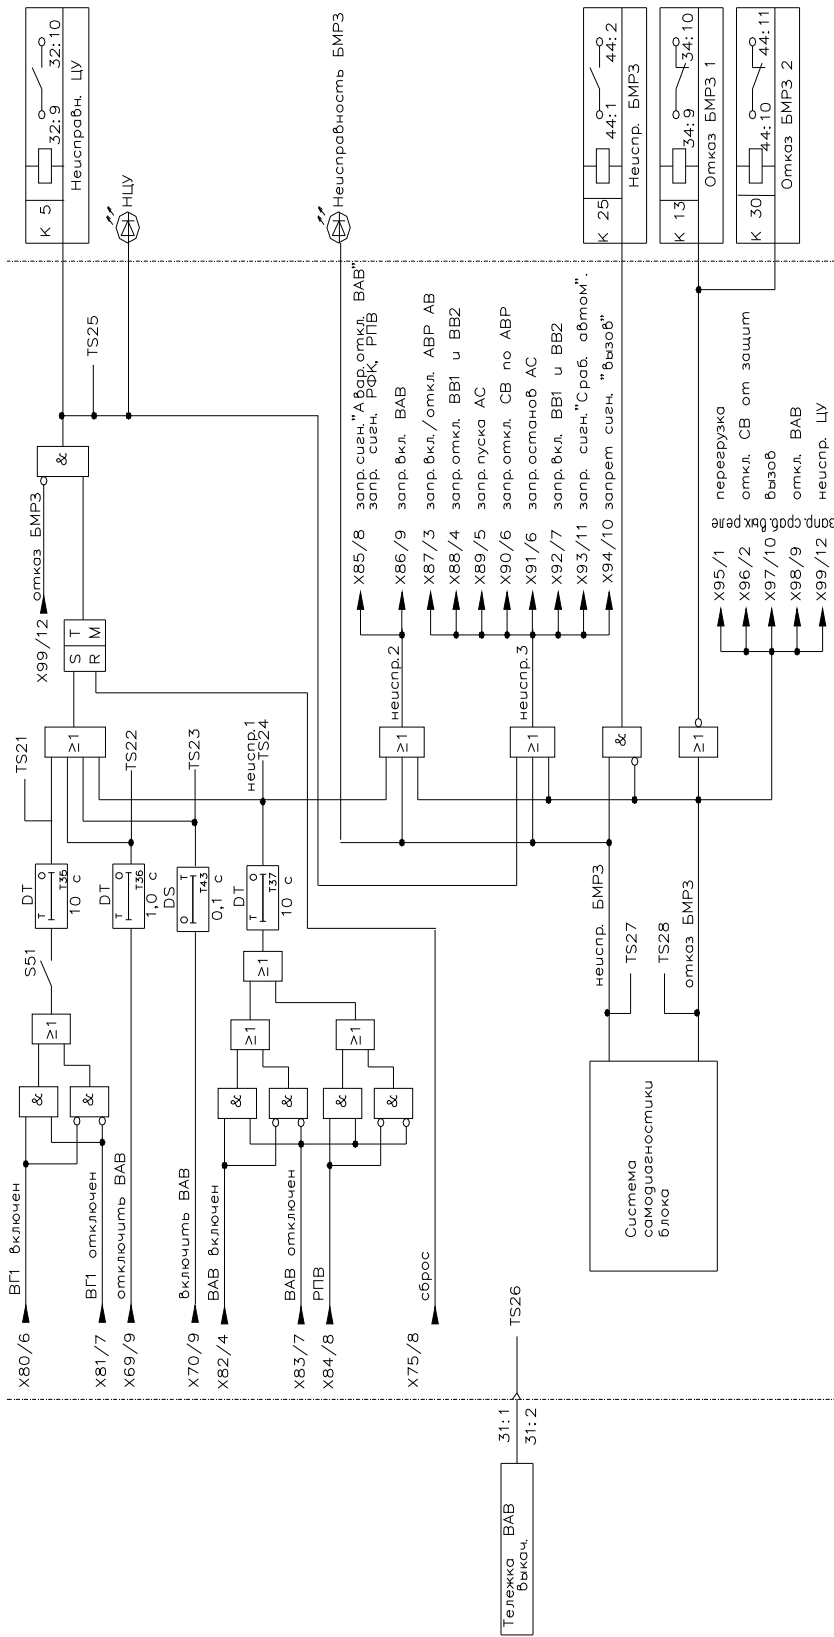 32:9 32:10
К 5
Неисправн. ЦУ
НЦУ
TS25
&
X99/12 отказ БМРЗ
S T
R M
≥1
TS21
TS22
TS23
неиспр.1
TS24
DT
T35
10 с
DT
T36
1,0 с
DS
T43
0,1 с
DT
T37
10 с
S51
≥1
≥1
≥1
≥1
&
&
&
&
&
&
X80/6 ВГ1 включен
X81/7 ВГ1 отключен
X69/9 отключить ВАВ
X70/9 включить ВАВ
X82/4 ВАВ включен
X83/7 ВАВ отключен
X84/8 РПВ
X75/8 сброс
Неисправность БМРЗ
X85/8 запр.сигн."Авар.откл. ВАВ"
запр. сигн. РФК, РПВ
X86/9 запр.вкл. ВАВ
X87/3 запр.вкл./откл. АВР АВ
X88/4 запр.откл. ВВ1 и ВВ2
X89/5 запр.пуска АС
X90/6 запр.откл. СВ по АВР
X91/6 запр.останов АС
X92/7 запр.вкл. ВВ1 и ВВ2
X93/11 запр. сигн."Сраб. автом".
X94/10 запрет сигн. "вызов"
неиспр.2
≥1
неиспр.3
≥1
&
≥1
44:1 44:2
К 25
Неиспр. БМРЗ
34:9 34:10
К 13
Отказ БМРЗ 1
44:10 44:11
К 30
Отказ БМРЗ 2
X95/1 перегрузка
X96/2 откл. СВ от защит
X97/10 вызов
X98/9 откл. ВАВ
X99/12 неиспр. ЦУ
запр.сраб.вых реле
неиспр. БМРЗ
TS27
TS28
отказ БМРЗ
Система
самодиагностики
блока
TS26
31:1
31:2
Тележка ВАВ
выкач.